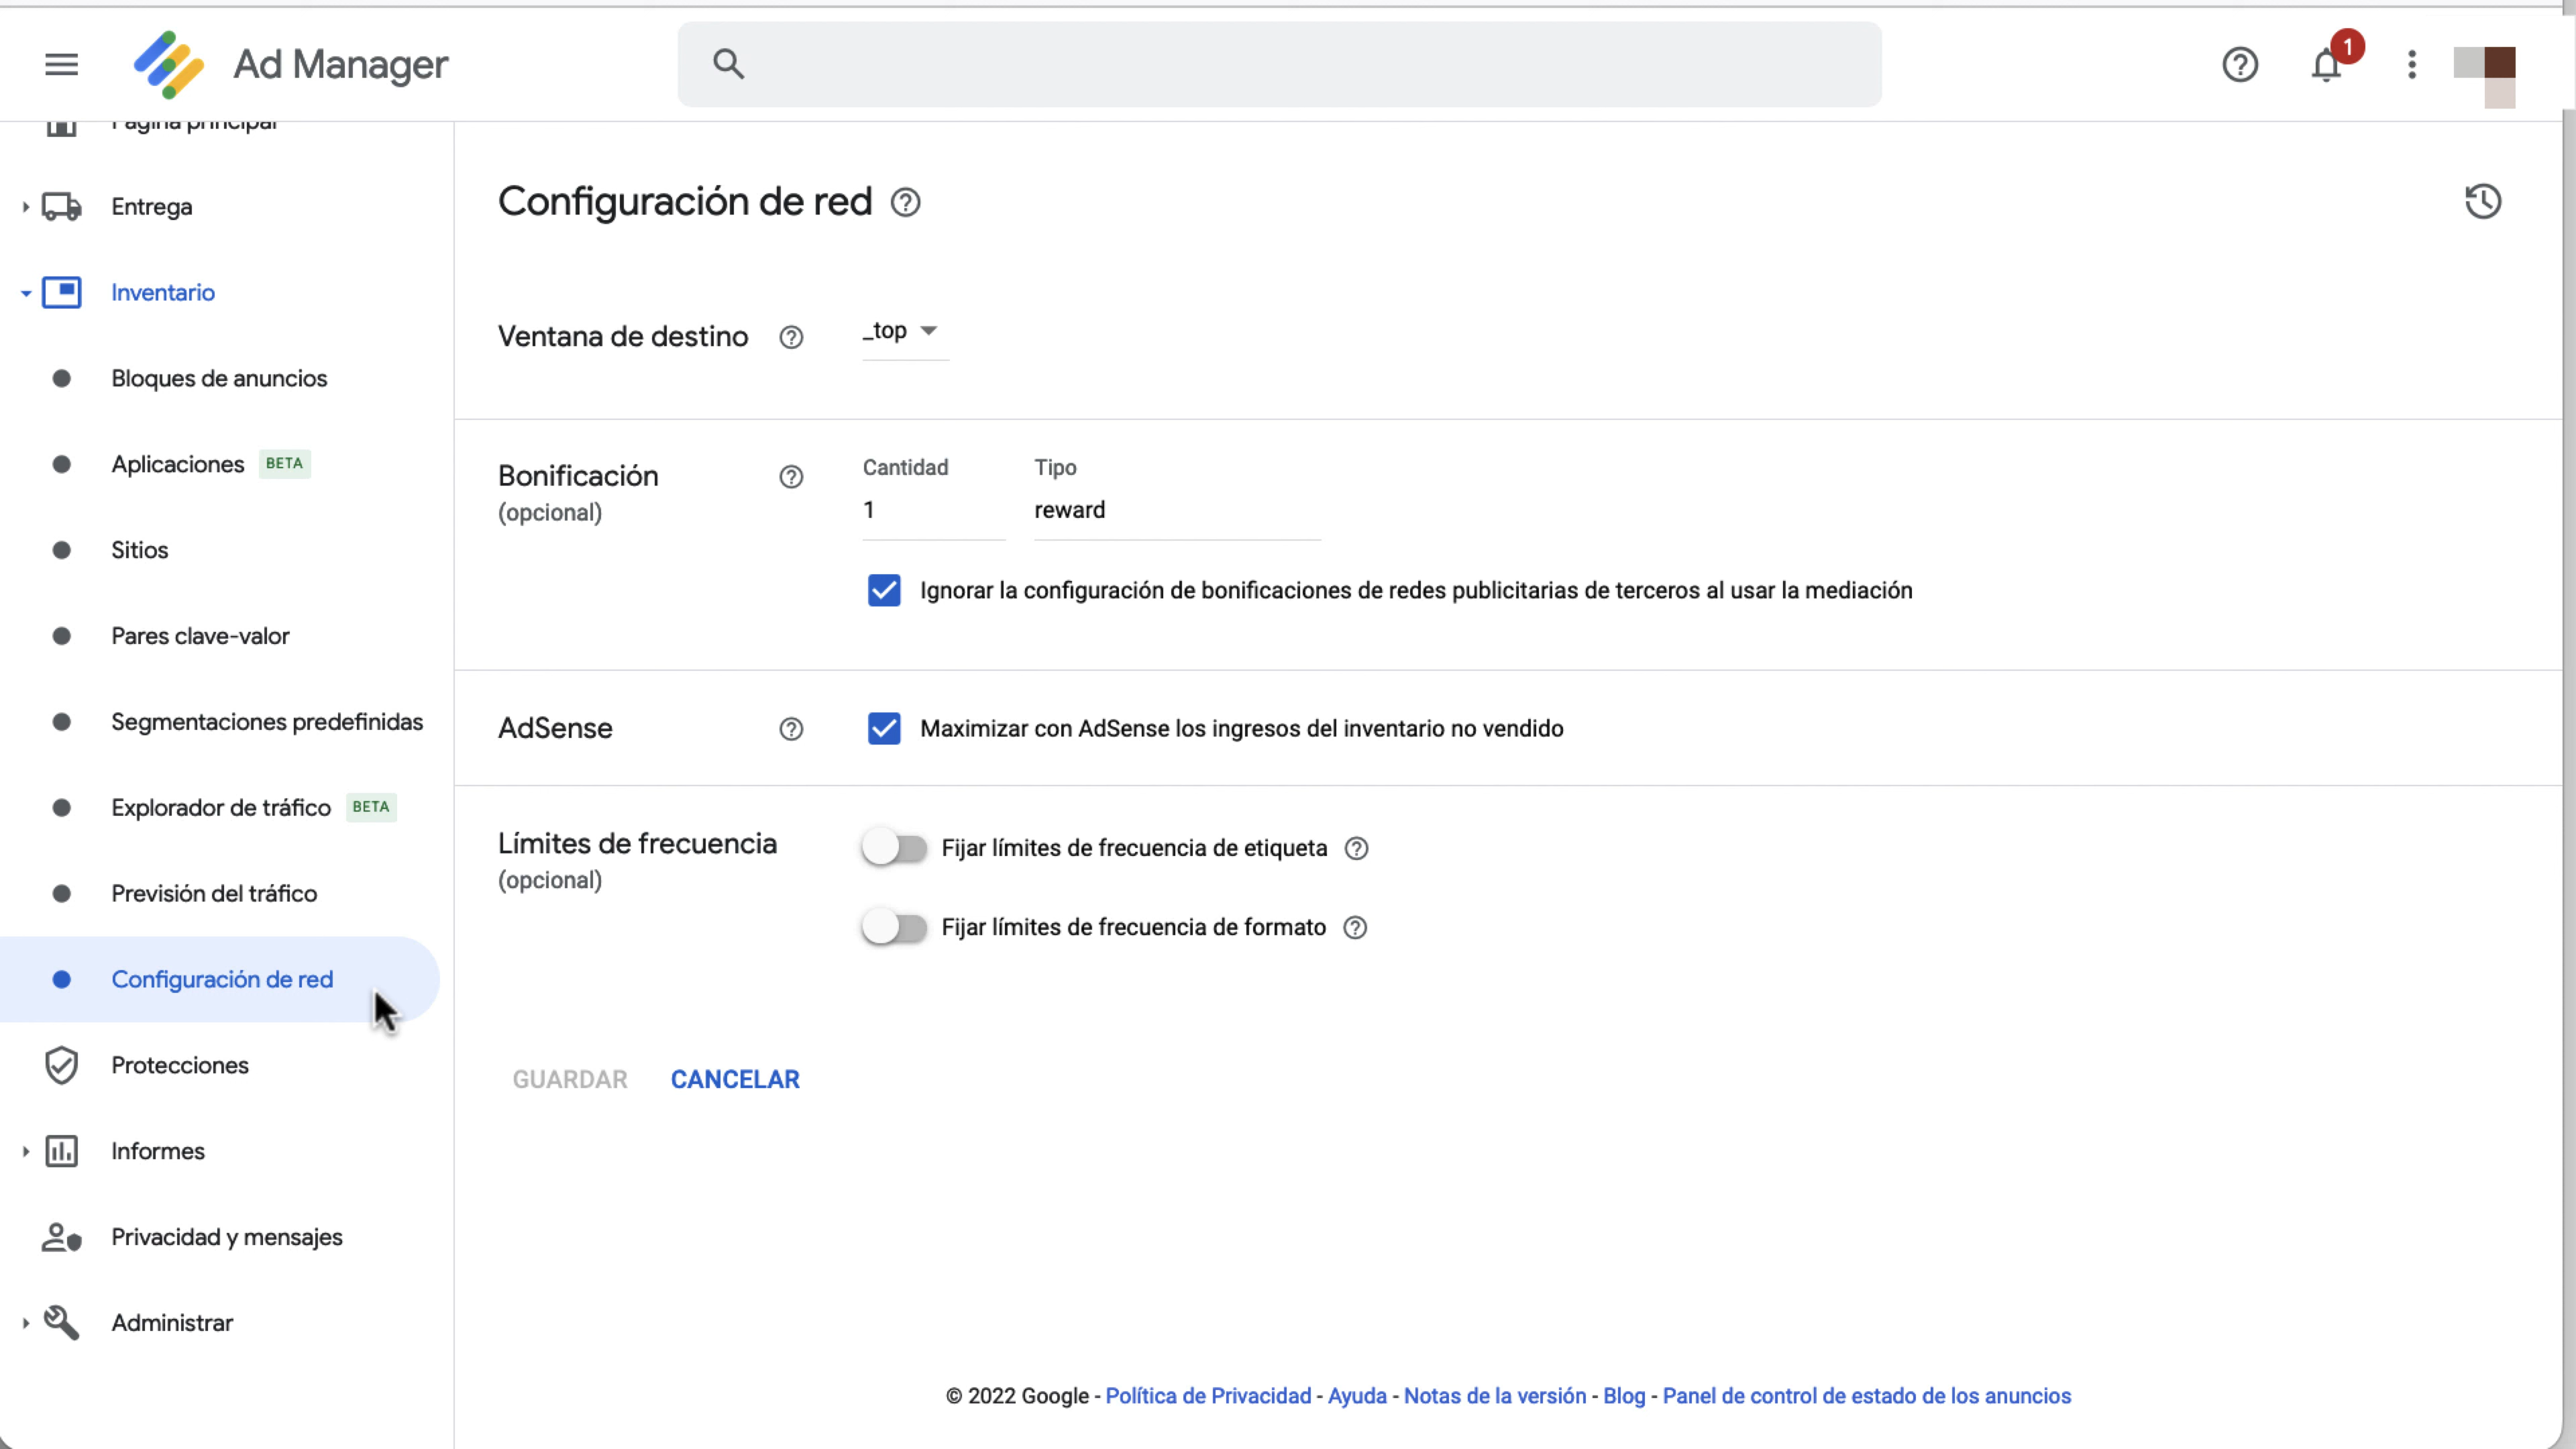 Ad Manager
1
Página principal
Entrega
Inventario
Bloques de anuncios
Aplicaciones BETA
Sitios
Pares clave-valor
Segmentaciones predefinidas
Explorador de tráfico BETA
Previsión del tráfico
Configuración de red
Protecciones
Informes
Privacidad y mensajes
Administrar
Configuración de red
Ventana de destino _top
Bonificación
(opcional)
Cantidad Tipo
1 reward
Ignorar la configuración de bonificaciones de redes publicitarias de terceros al usar la mediación
AdSense Maximizar con AdSense los ingresos del inventario no vendido
Límites de frecuencia
(opcional)
Fijar límites de frecuencia de etiqueta
Fijar límites de frecuencia de formato
GUARDAR CANCELAR
© 2022 Google - Política de Privacidad - Ayuda - Notas de la versión - Blog - Panel de control de estado de los anuncios